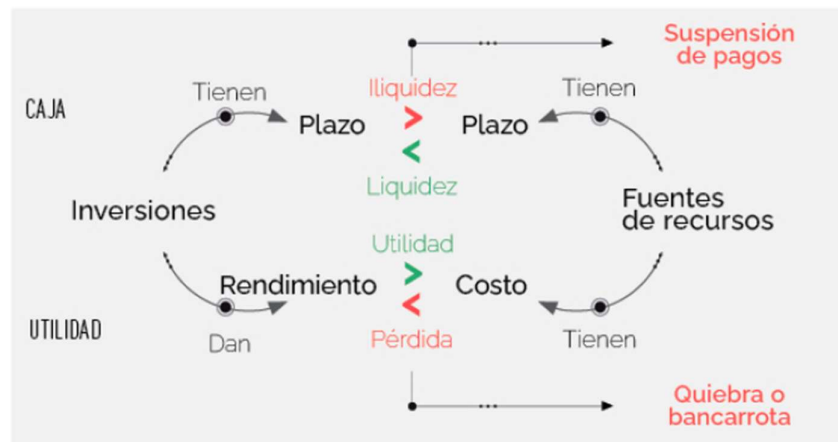 Suspensión
de pagos
Tienen
Iliquidez
Tienen
CAJA
Plazo
>
Plazo
<
Liquidez
Inversiones
Fuentes
de recursos
Utilidad
Rendimiento
>
Costo
<
UTILIDAD
Dan
Pérdida
Tienen
Quiebra o
bancarrota